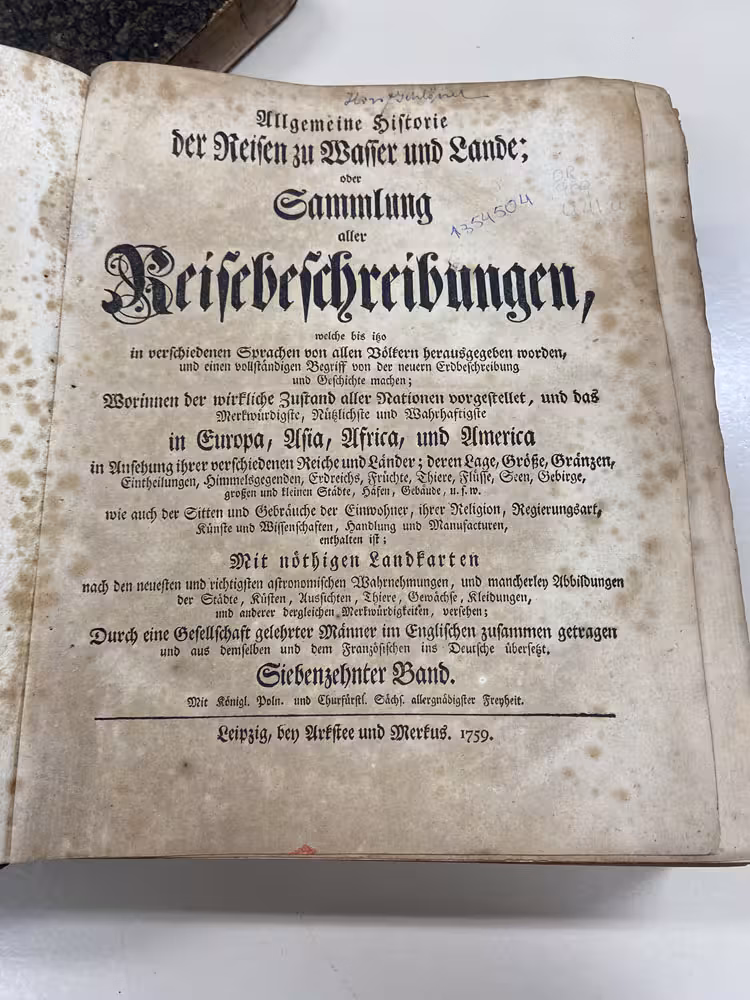 Allgemeine Historie
der Reisen zu Wasser und Lande;
oder
Sammlung
aller
Reisebeschreibungen,
welche bis itzo
in verschiedenen Sprachen von allen Völkern herausgegeben worden,
und einen vollständigen Begriff von der neuern Erdbeschreibung
und Geschichte machen;
Worinnen der wirkliche Zustand aller Nationen vorgestellet, und das
Merkwürdigste, Nützlichste und Wahrhaftigste
in Europa, Asia, Africa, und America
in Ansehung ihrer verschiedenen Reiche und Länder; deren Lage, Größe, Gränzen,
Eintheilungen, Himmelsgegenden, Erdreichs, Früchte, Thiere, Flüsse, Seen, Gebirge,
großen und kleinen Städte, Häfen, Gebäude, u. s. w.
wie auch der Sitten und Gebräuche der Einwohner, ihrer Religion, Regierungsart,
Künste und Wissenschaften, Handlung und Manufacturen,
enthalten ist;
Mit nöthigen Landkarten
nach den neuesten und richtigsten astronomischen Wahrnehmungen, und mancherley Abbildungen
der Städte, Küsten, Aussichten, Thiere, Gewächse, Kleidungen,
und anderer dergleichen Merkwürdigkeiten, versehen;
Durch eine Gesellschaft gelehrter Männer im Englischen zusammen getragen
und aus demselben und dem Französischen ins Deutsche übersetzt.
Siebenzehnter Band.
Mit Königl. Poln. und Churfürstl. Sächs. allergnädigster Freyheit.
Leipzig, bey Arkstee und Merkus. 1759.
1354504